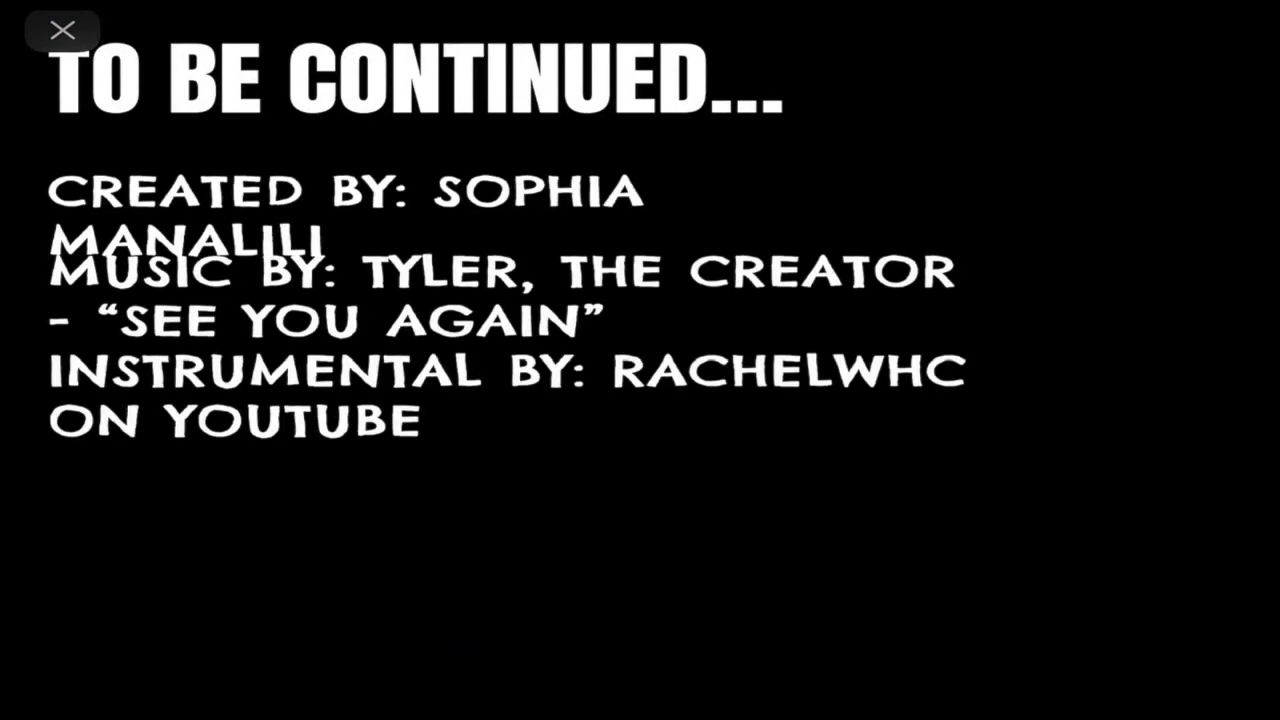 TO BE CONTINUED...
CREATED BY: SOPHIA
MANALILI
MUSIC BY: TYLER, THE CREATOR
- “SEE YOU AGAIN”
INSTRUMENTAL BY: RACHELWHC
ON YOUTUBE